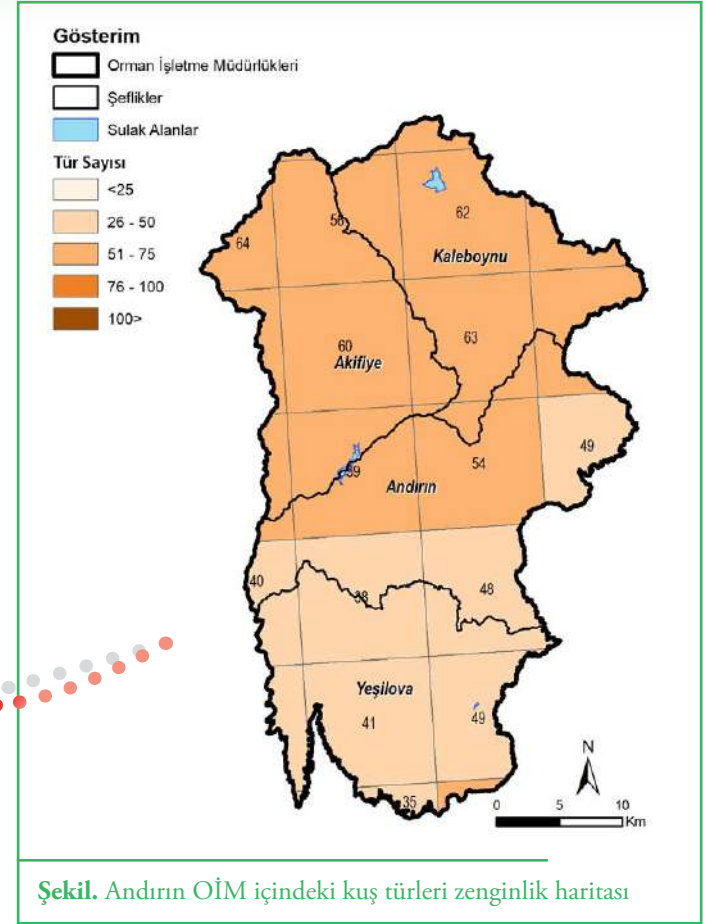 Gösterim
Orman İşletme Müdürlükleri
Şeflikler
Sulak Alanlar
Tür Sayısı
<25
26 - 50
51 - 75
76 - 100
100>
56
62
64
Kaleboynu
63
60
Akifiye
49
54
Andırın
40
48
38
Yeşilova
49
41
35
N
0 5 10
Km
Şekil. Andırın OİM içindeki kuş türleri zenginlik haritası